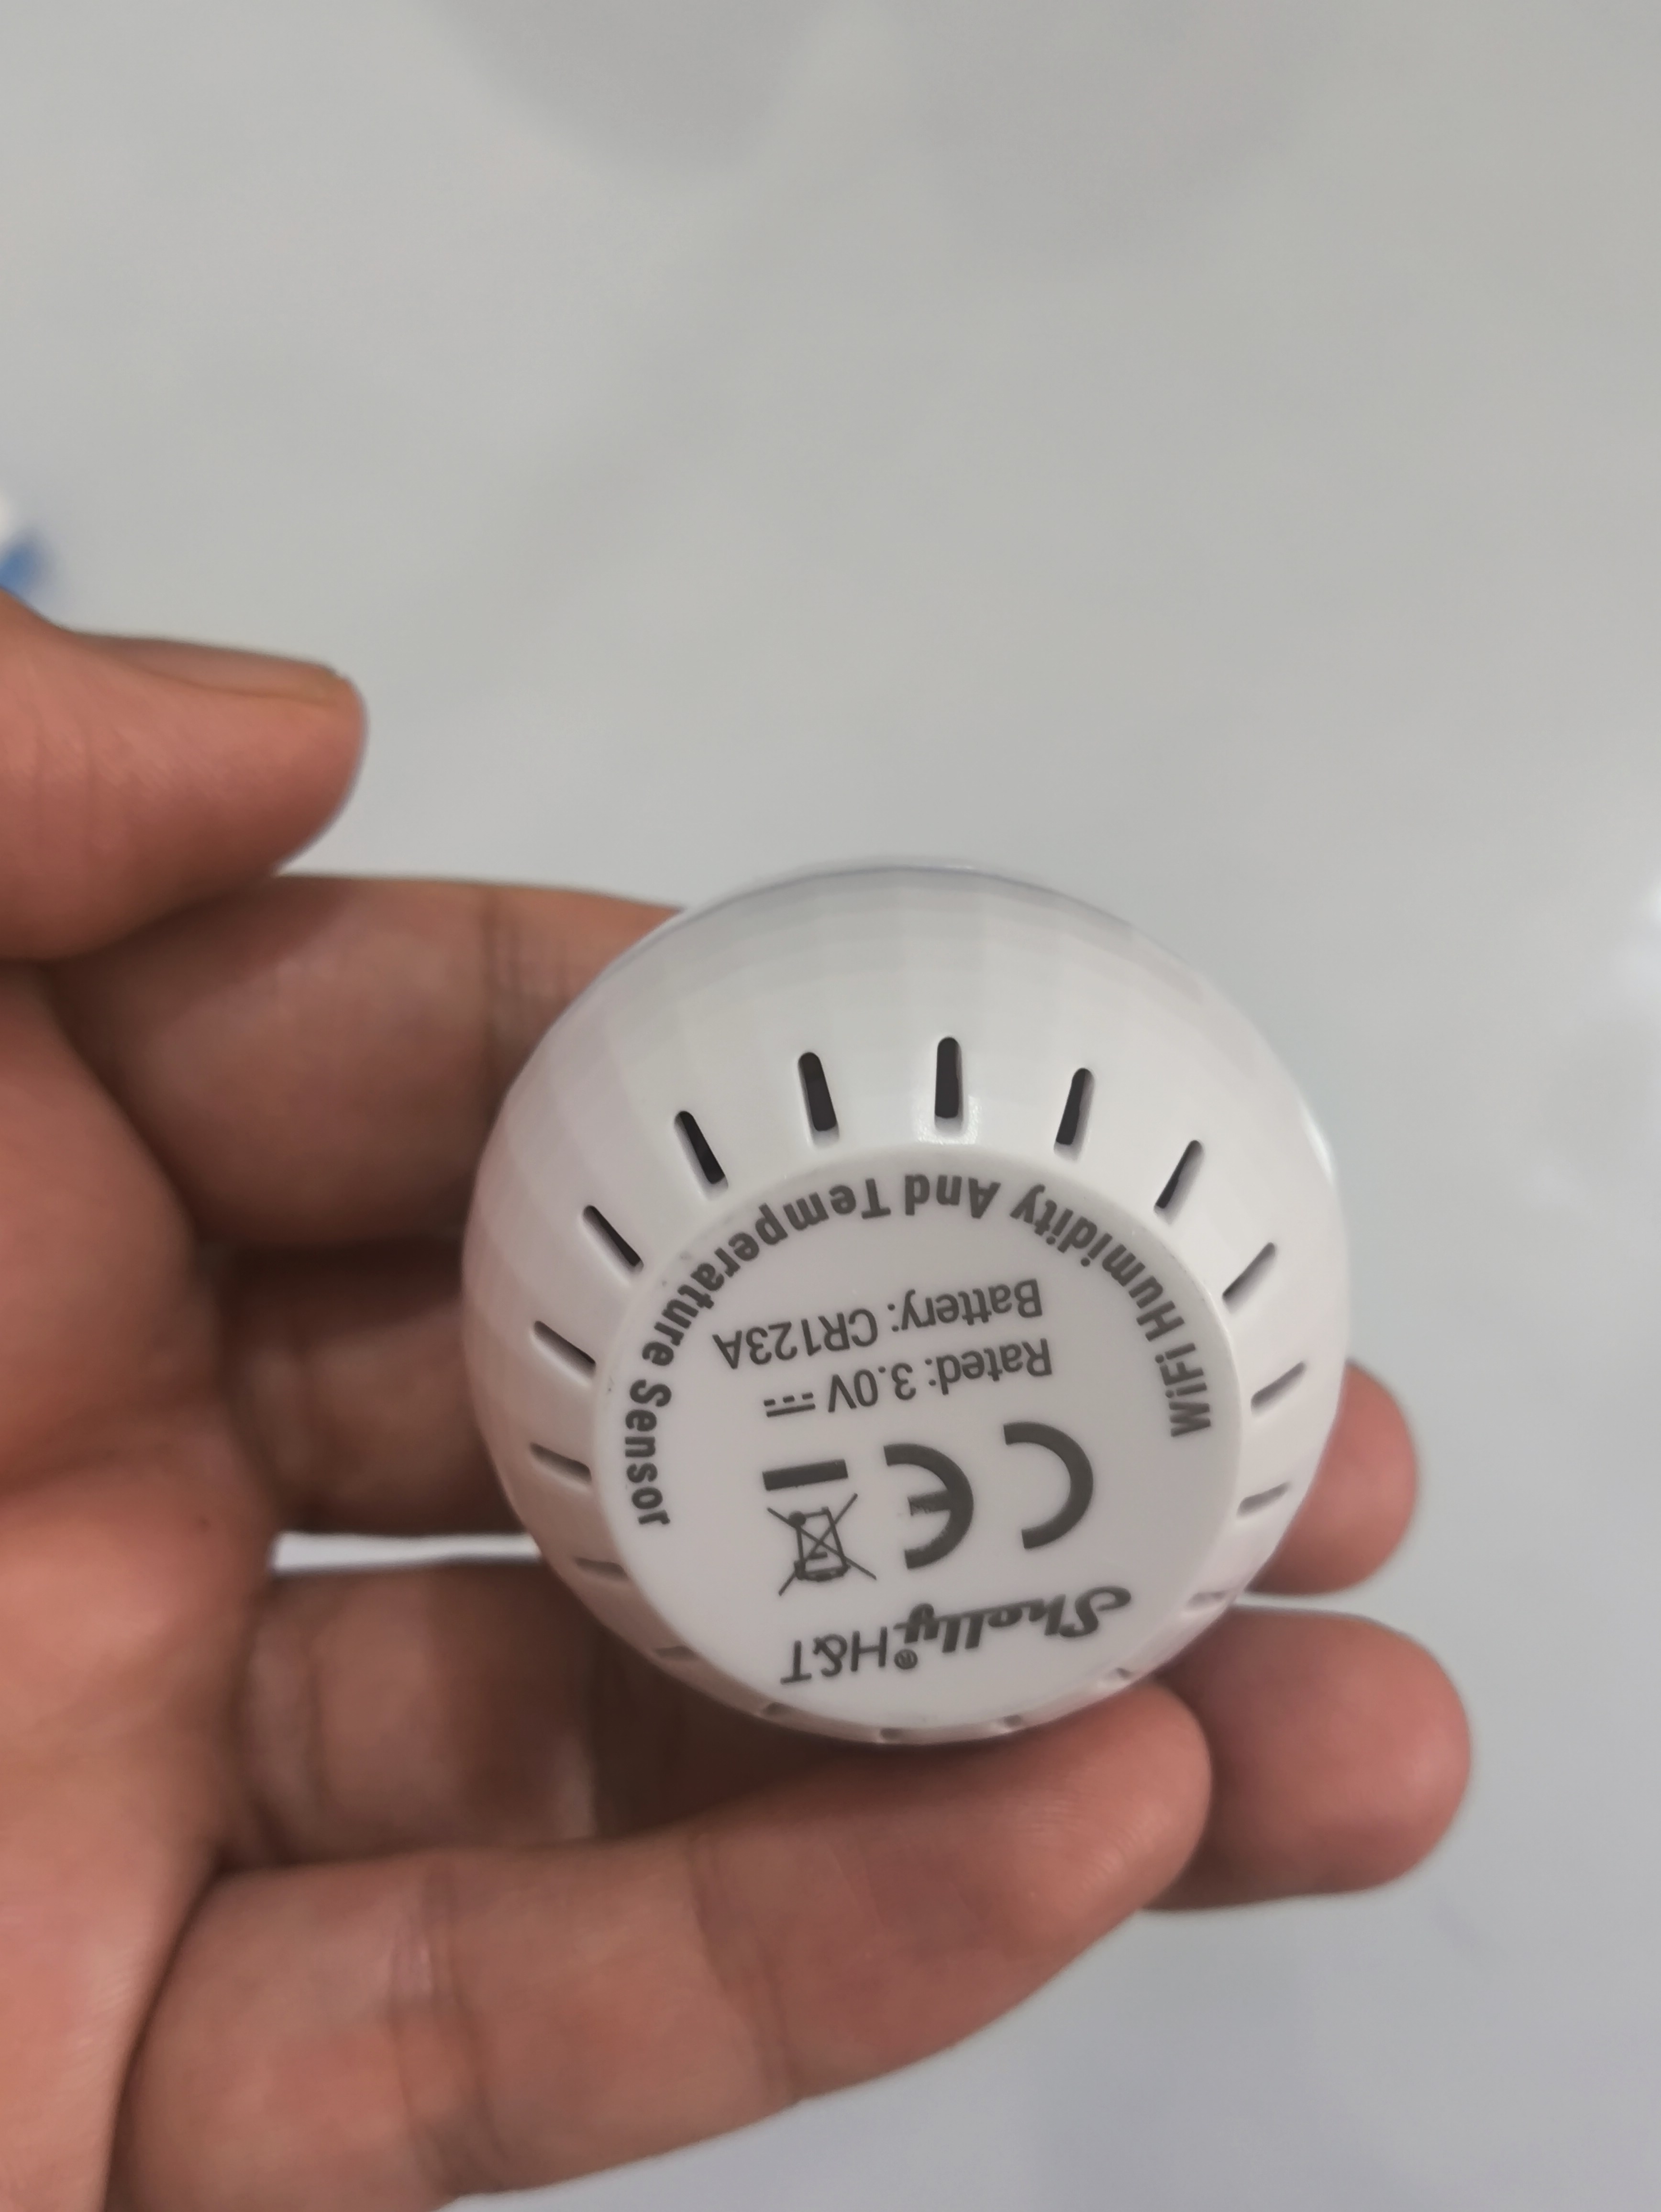 Shelly® H&T
CE
Rated: 3.0V
Battery: CR123A
WiFi Humidity And Temperature Sensor